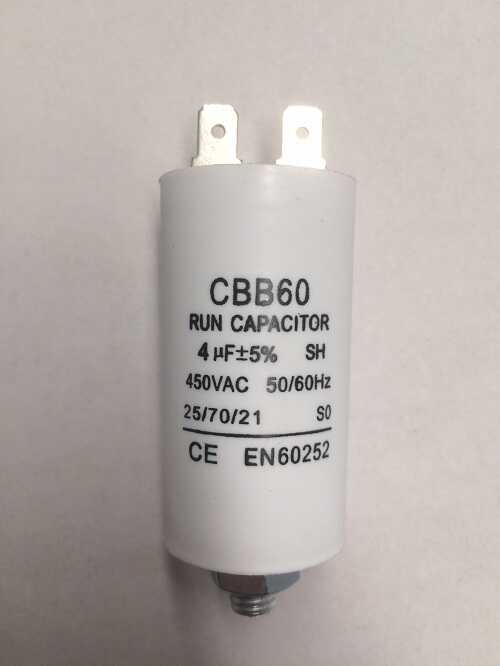 CBB60
RUN CAPACITOR
4 µF±5% SH
450VAC 50/60Hz
25/70/21 S0
CE EN60252